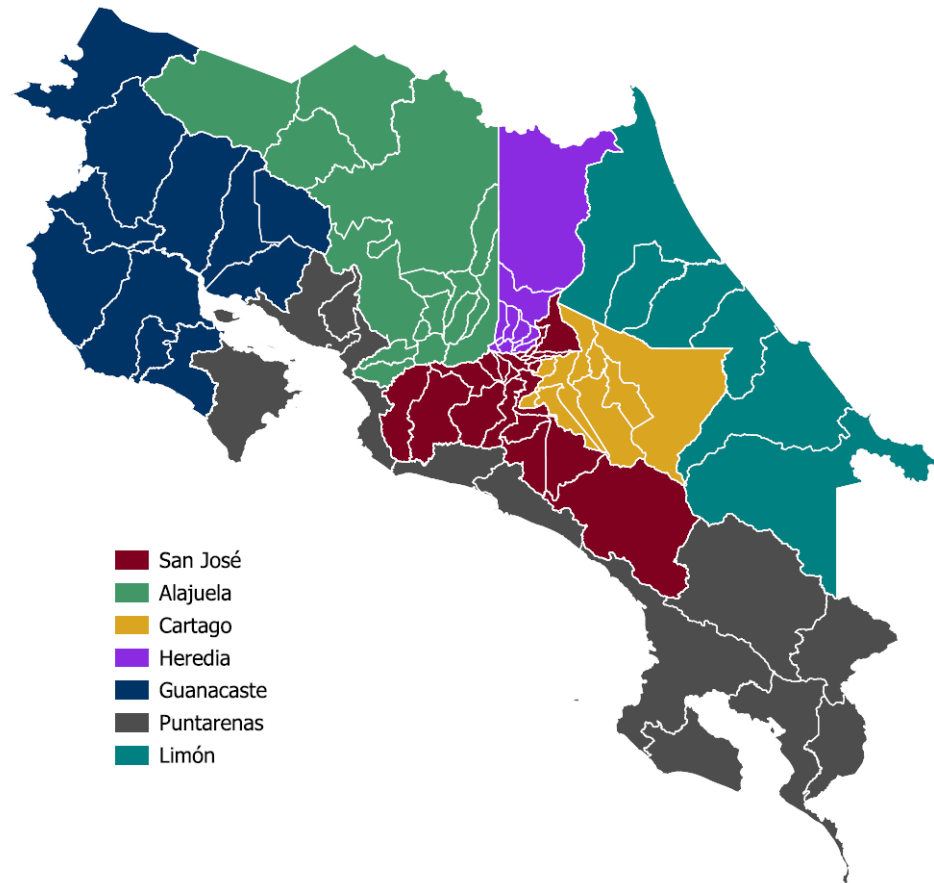 San José
Alajuela
Cartago
Heredia
Guanacaste
Puntarenas
Limón